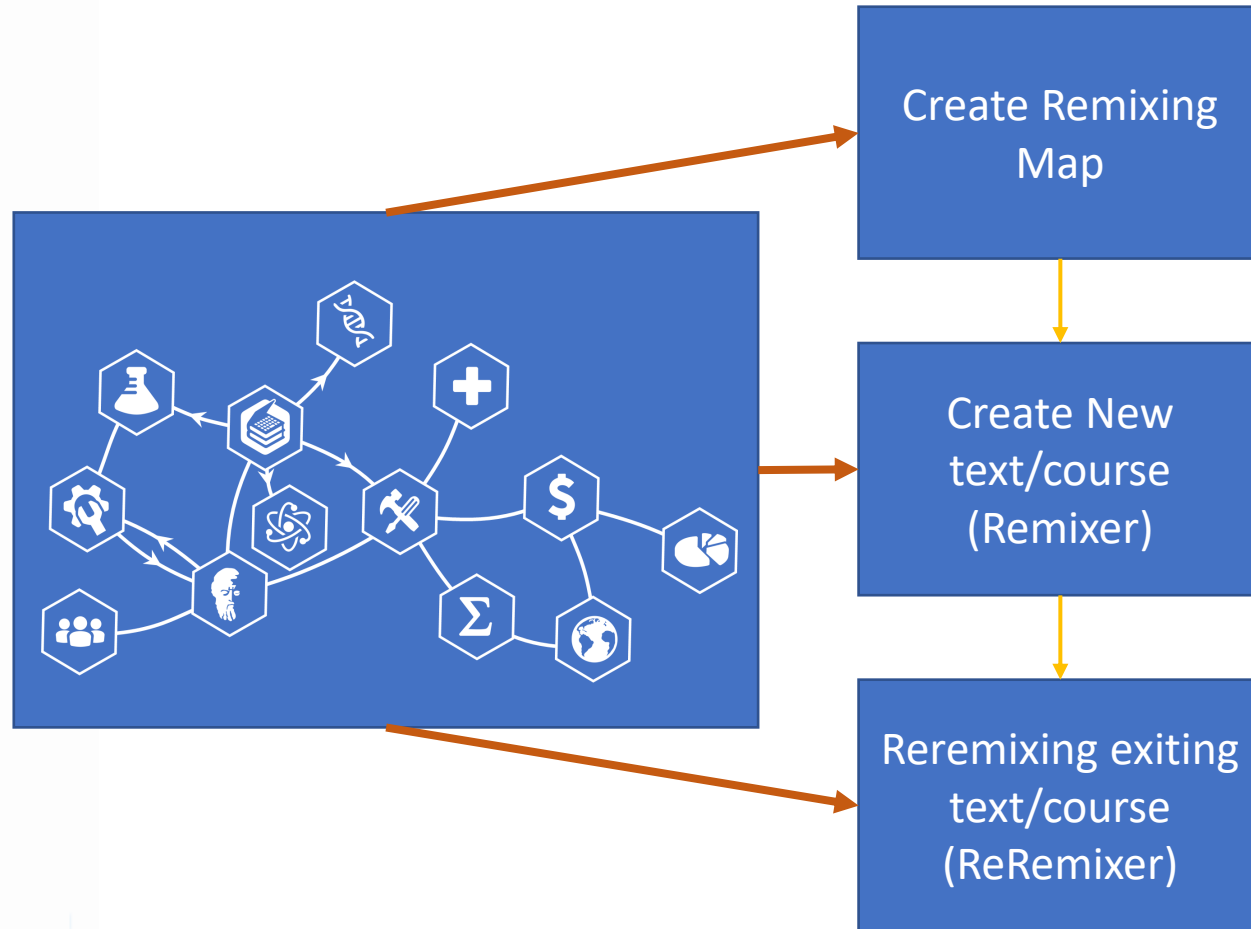 Create Remixing
Map
Create New
text/course
(Remixer)
$
Σ
Reremixing exiting
text/course
(ReRemixer)